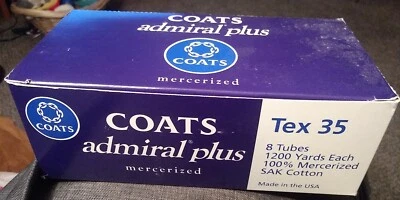 COATS
admiral plus
COATS
mercerized
COATS
COATS
admiral® plus
mercerized
Tex 35
8 Tubes
1200 Yards Each
100% Mercerized
SAK Cotton
Made in the USA